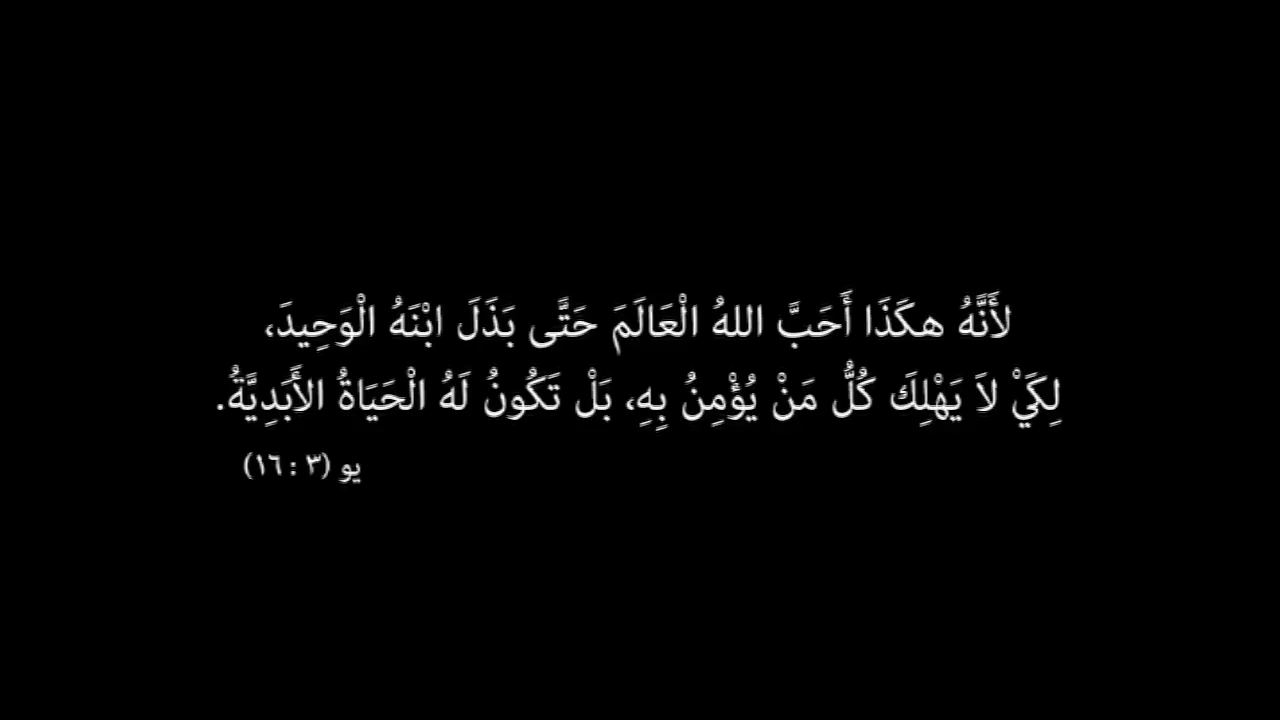 لأَنَّهُ هكَذَا أَحَبَّ اللهُ الْعَالَمَ حَتَّى بَذَلَ ابْنَهُ الْوَحِيدَ،
لِكَيْ لاَ يَهْلِكَ كُلُّ مَنْ يُؤْمِنُ بِهِ، بَلْ تَكُونُ لَهُ الْحَيَاةُ الأَبَدِيَّةُ.
يو (٣ : ١٦)